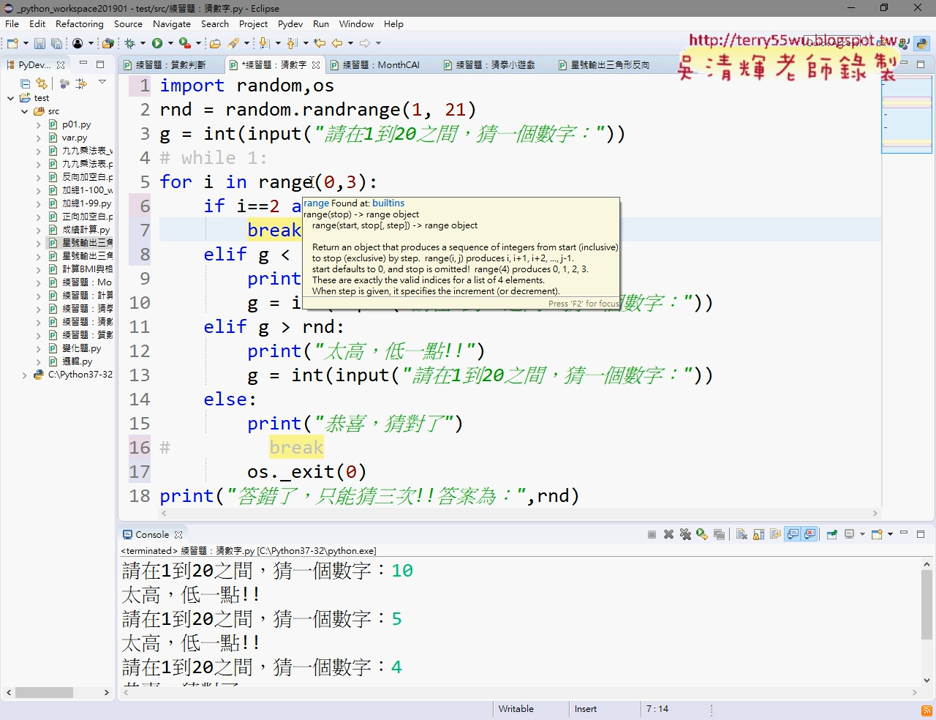 _python_workspace201901 - test/src/練習題：猜數字.py - Eclipse
File Edit Refactoring Source Navigate Search Project Pydev Run Window Help
http://terry55wu.blogspot.tw
吳清輝老師錄製
PyDev...
練習題：質數判斷
*練習題：猜數字
練習題：MonthCAl
練習題：猜學小遊戲
星號輸出三角形反向
test
src
p01.py
var.py
九九乘法表_v
九九乘法表.p
反向加空白.p
加總1-100_w
加總1-99.py
正向加空白.p
成績計算.py
星號輸出三角
星號輸出三角
計算BMI與格
練習題：Mo
練習題：計算
練習題：猜學
練習題：猜數
練習題：質數
變化題.py
邏輯.py
C:\Python37-32
1 import random,os
2 rnd = random.randrange(1, 21)
3 g = int(input("請在1到20之間，猜一個數字："))
4 # while 1:
5 for i in range(0,3):
6 if i==2 a
7 break
8 elif g <
9 print
10 g = i 個數字："))
11 elif g > rnd:
12 print("太高，低一點!!")
13 g = int(input("請在1到20之間，猜一個數字："))
14 else:
15 print("恭喜，猜對了")
16 # break
17 os._exit(0)
18 print("答錯了，只能猜三次!!答案為：",rnd)
range Found at: builtins
range(stop) -> range object
range(start, stop[, step]) -> range object
Return an object that produces a sequence of integers from start (inclusive)
to stop (exclusive) by step. range(i, j) produces i, i+1, i+2, ..., j-1.
start defaults to 0, and stop is omitted! range(4) produces 0, 1, 2, 3.
These are exactly the valid indices for a list of 4 elements.
When step is given, it specifies the increment (or decrement).
Press 'F2' for focus
Console
<terminated> 練習題：猜數字.py [C:\Python37-32\python.exe]
請在1到20之間，猜一個數字：10
太高，低一點!!
請在1到20之間，猜一個數字：5
太高，低一點!!
請在1到20之間，猜一個數字：4
Writable Insert 7 : 14